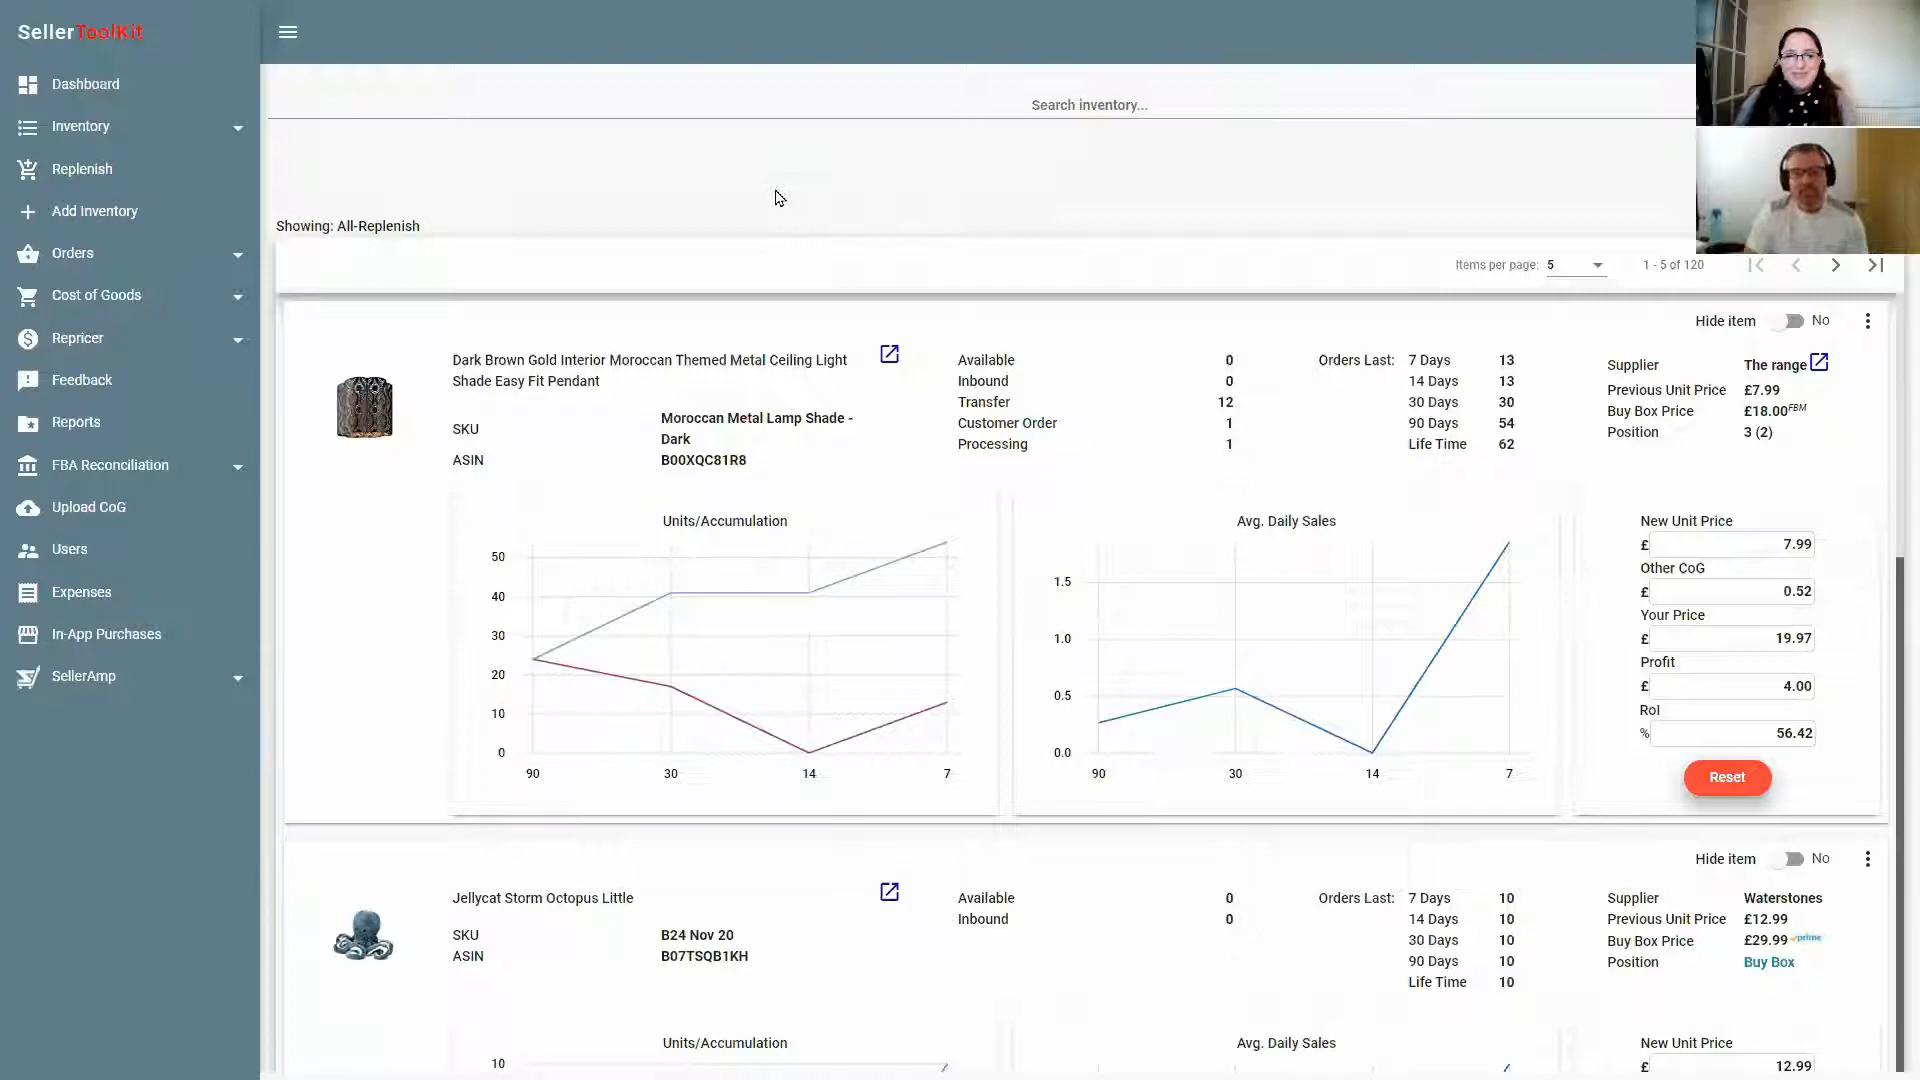 SellerToolKit
Dashboard
Inventory
Replenish
Add Inventory
Orders
Cost of Goods
Repricer
Feedback
Reports
FBA Reconciliation
Upload CoG
Users
Expenses
In-App Purchases
SellerAmp
Search inventory...
Showing: All-Replenish
Items per page: 5 1 - 5 of 120
Hide item No
Dark Brown Gold Interior Moroccan Themed Metal Ceiling Light
Shade Easy Fit Pendant
SKU Moroccan Metal Lamp Shade -
Dark
ASIN B00XQC81R8
Available 0
Inbound 0
Transfer 12
Customer Order 1
Processing 1
Orders Last: 7 Days 13
14 Days 13
30 Days 30
90 Days 54
Life Time 62
Supplier The range
Previous Unit Price £7.99
Buy Box Price £18.00 FBM
Position 3 (2)
Units/Accumulation
50
40
30
20
10
0
90 30 14 7
Avg. Daily Sales
1.5
1.0
0.5
0.0
90 30 14 7
New Unit Price
£ 7.99
Other CoG
£ 0.52
Your Price
£ 19.97
Profit
£ 4.00
RoI
% 56.42
Reset
Hide item No
Jellycat Storm Octopus Little
SKU B24 Nov 20
ASIN B07TSQB1KH
Available 0
Inbound 0
Orders Last: 7 Days 10
14 Days 10
30 Days 10
90 Days 10
Life Time 10
Supplier Waterstones
Previous Unit Price £12.99
Buy Box Price £29.99 prime
Position Buy Box
Units/Accumulation
10
Avg. Daily Sales
New Unit Price
£ 12.99